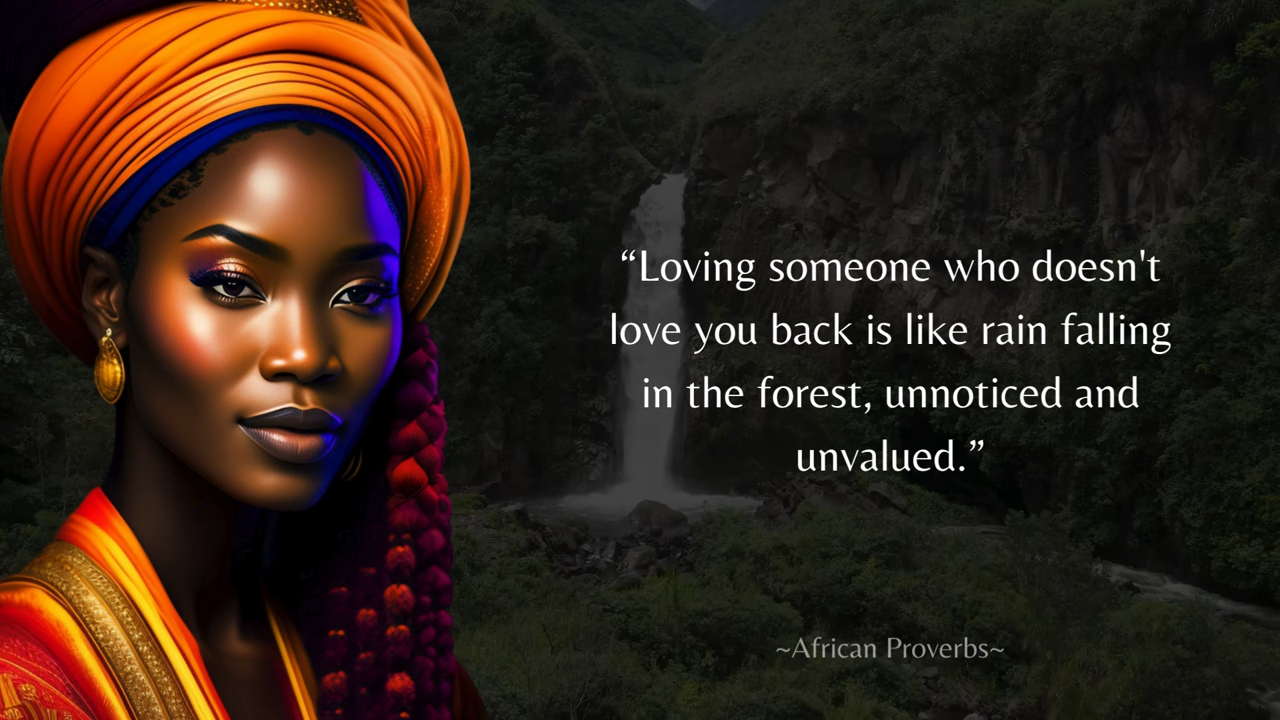 “Loving someone who doesn't
love you back is like rain falling
in the forest, unnoticed and
unvalued.”
~African Proverbs~